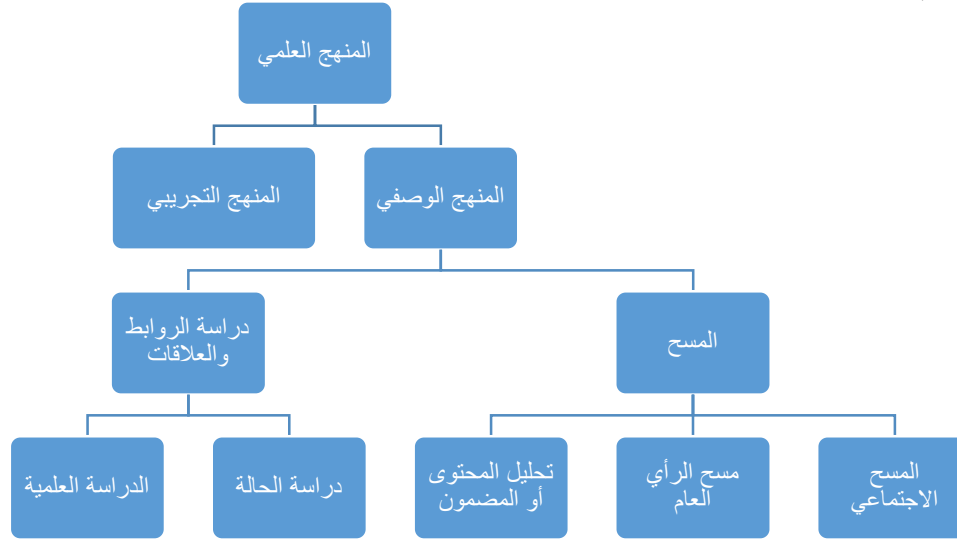 المنهج العلمي
المنهج الوصفي
المنهج التجريبي
المسح
دراسة الروابط
والعلاقات
المسح
الاجتماعي
مسح الرأي
العام
تحليل المحتوى
أو المضمون
دراسة الحالة
الدراسة العلمية